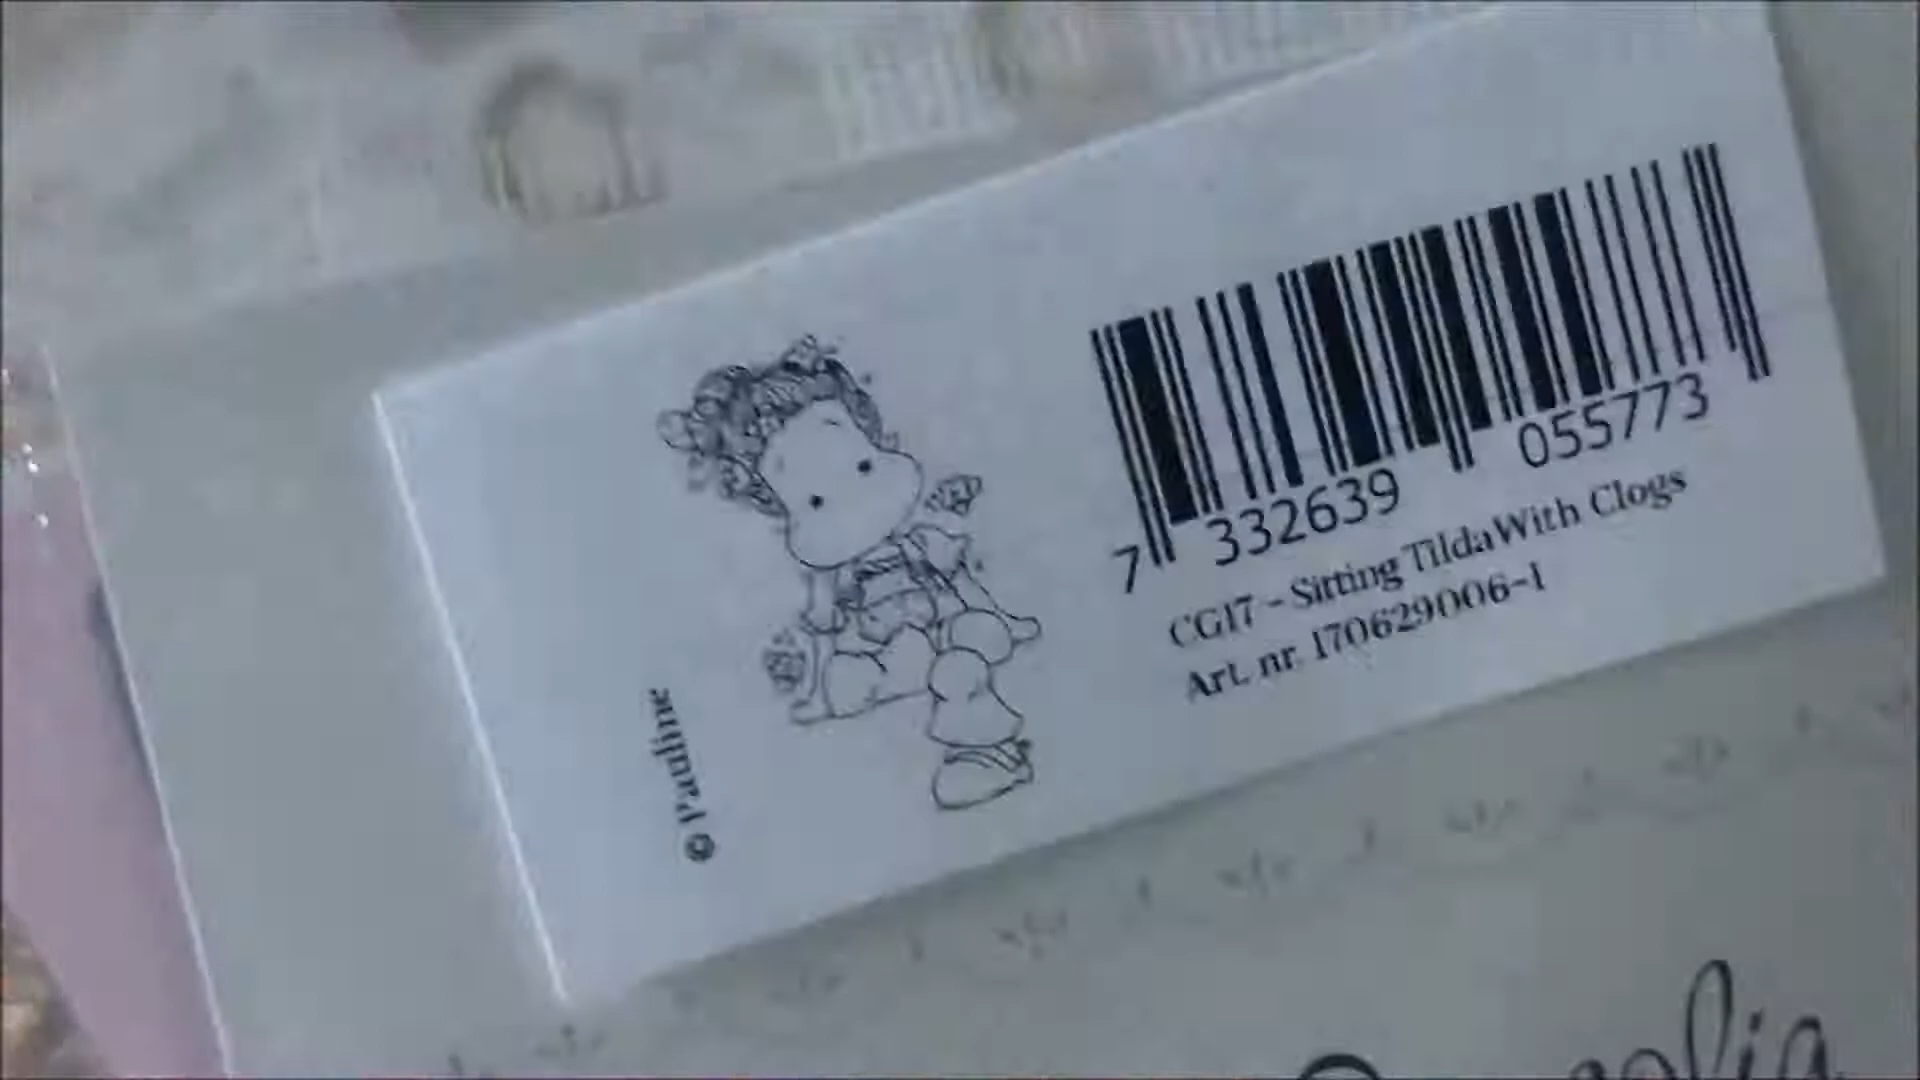 7 332639 055773
CG17 - Sitting Tilda With Clogs
Art. nr. 170629006-1
© Pauline